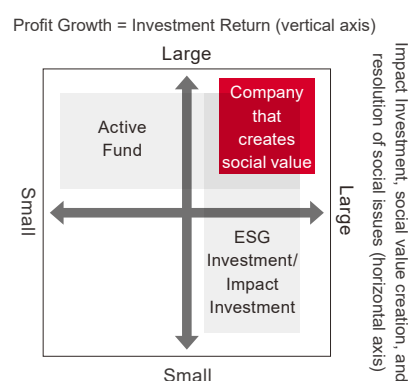 Profit Growth = Investment Return (vertical axis)
Large
Company
that
creates
social value
Active
Fund
Small
Large
ESG
Investment/
Impact
Investment
Small
Impact Investment, social value creation, and
resolution of social issues (horizontal axis)